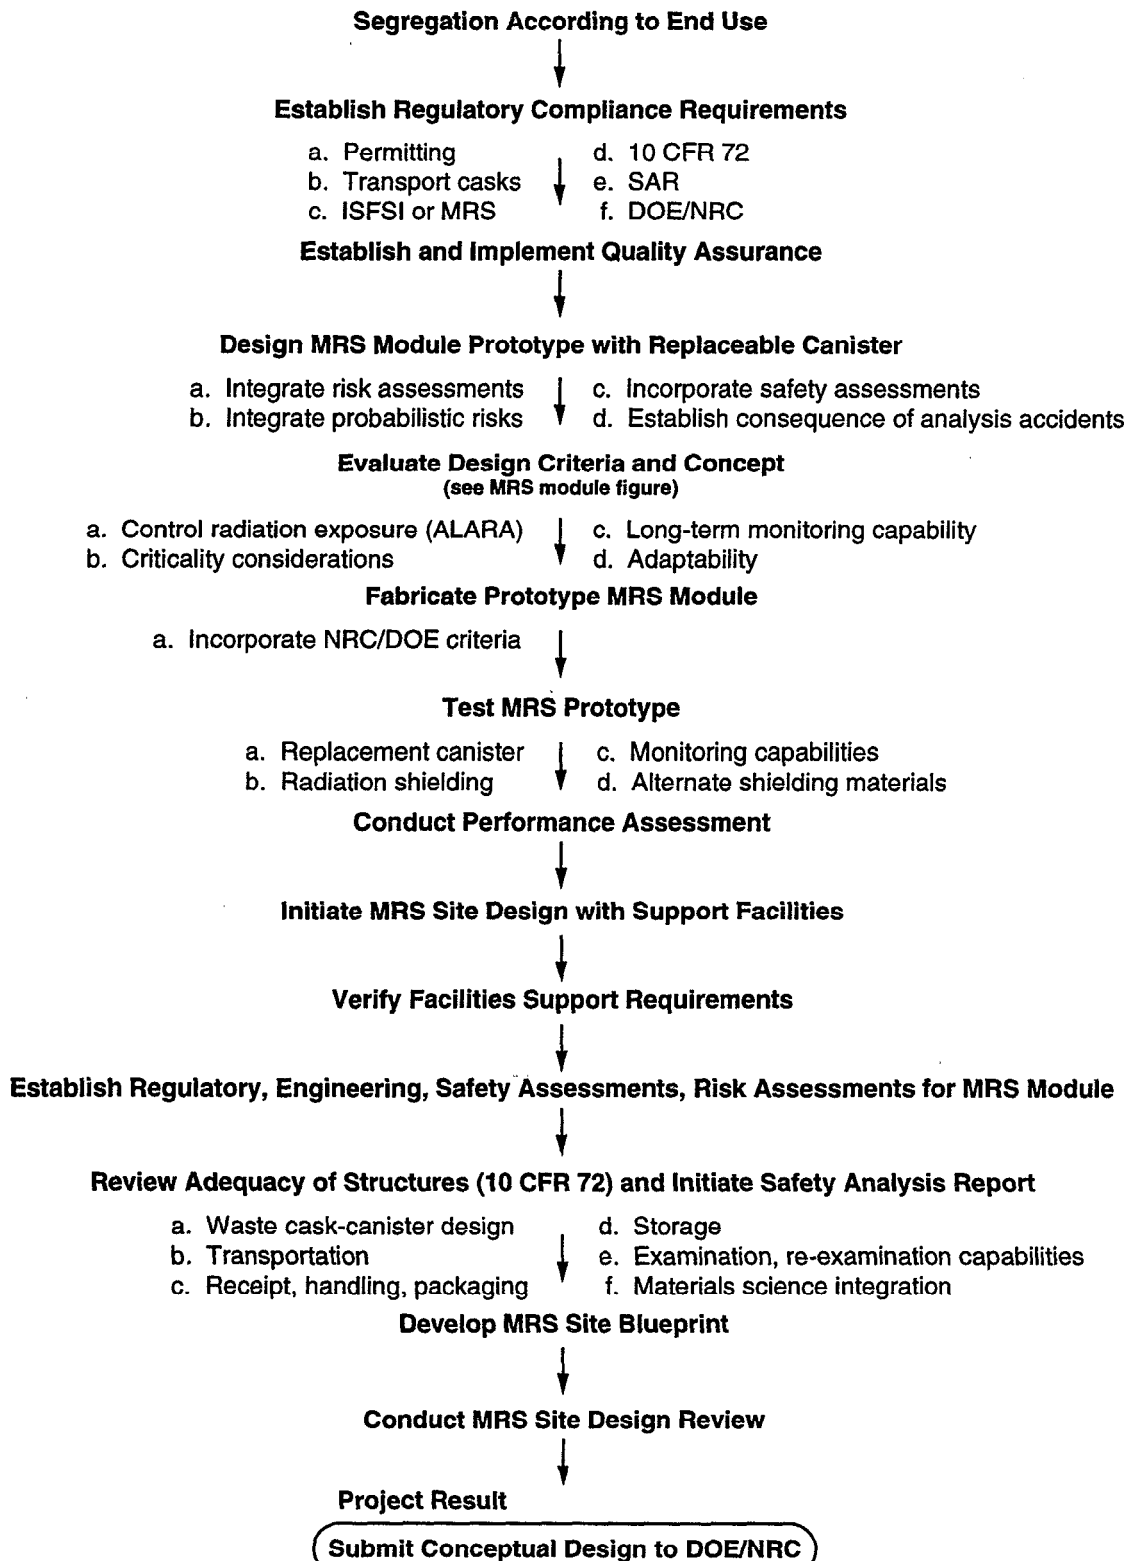 Segregation According to End Use
Establish Regulatory Compliance Requirements
a. Permitting
b. Transport casks
c. ISFSI or MRS
d. 10 CFR 72
e. SAR
f. DOE/NRC
Establish and Implement Quality Assurance
Design MRS Module Prototype with Replaceable Canister
a. Integrate risk assessments
b. Integrate probabilistic risks
c. Incorporate safety assessments
d. Establish consequence of analysis accidents
Evaluate Design Criteria and Concept
(see MRS module figure)
a. Control radiation exposure (ALARA)
b. Criticality considerations
c. Long-term monitoring capability
d. Adaptability
Fabricate Prototype MRS Module
a. Incorporate NRC/DOE criteria
Test MRS Prototype
a. Replacement canister
b. Radiation shielding
c. Monitoring capabilities
d. Alternate shielding materials
Conduct Performance Assessment
Initiate MRS Site Design with Support Facilities
Verify Facilities Support Requirements
Establish Regulatory, Engineering, Safety Assessments, Risk Assessments for MRS Module
Review Adequacy of Structures (10 CFR 72) and Initiate Safety Analysis Report
a. Waste cask-canister design
b. Transportation
c. Receipt, handling, packaging
d. Storage
e. Examination, re-examination capabilities
f. Materials science integration
Develop MRS Site Blueprint
Conduct MRS Site Design Review
Project Result
Submit Conceptual Design to DOE/NRC